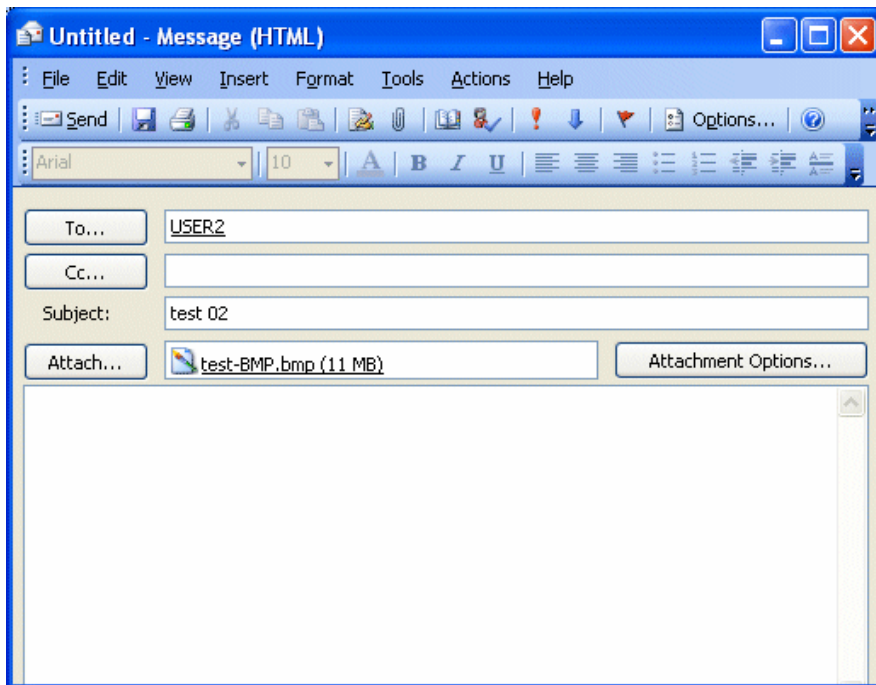 Untitled - Message (HTML)
File Edit View Insert Format Tools Actions Help
Send Options...
Arial 10 A B I U
To... USER2
Cc...
Subject: test 02
Attach... test-BMP.bmp (11 MB) Attachment Options...